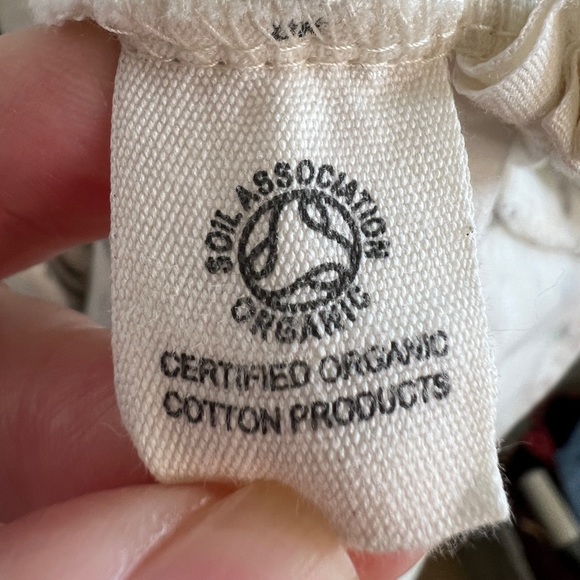 SOIL ASSOCIATION
ORGANIC
CERTIFIED ORGANIC
COTTON PRODUCTS